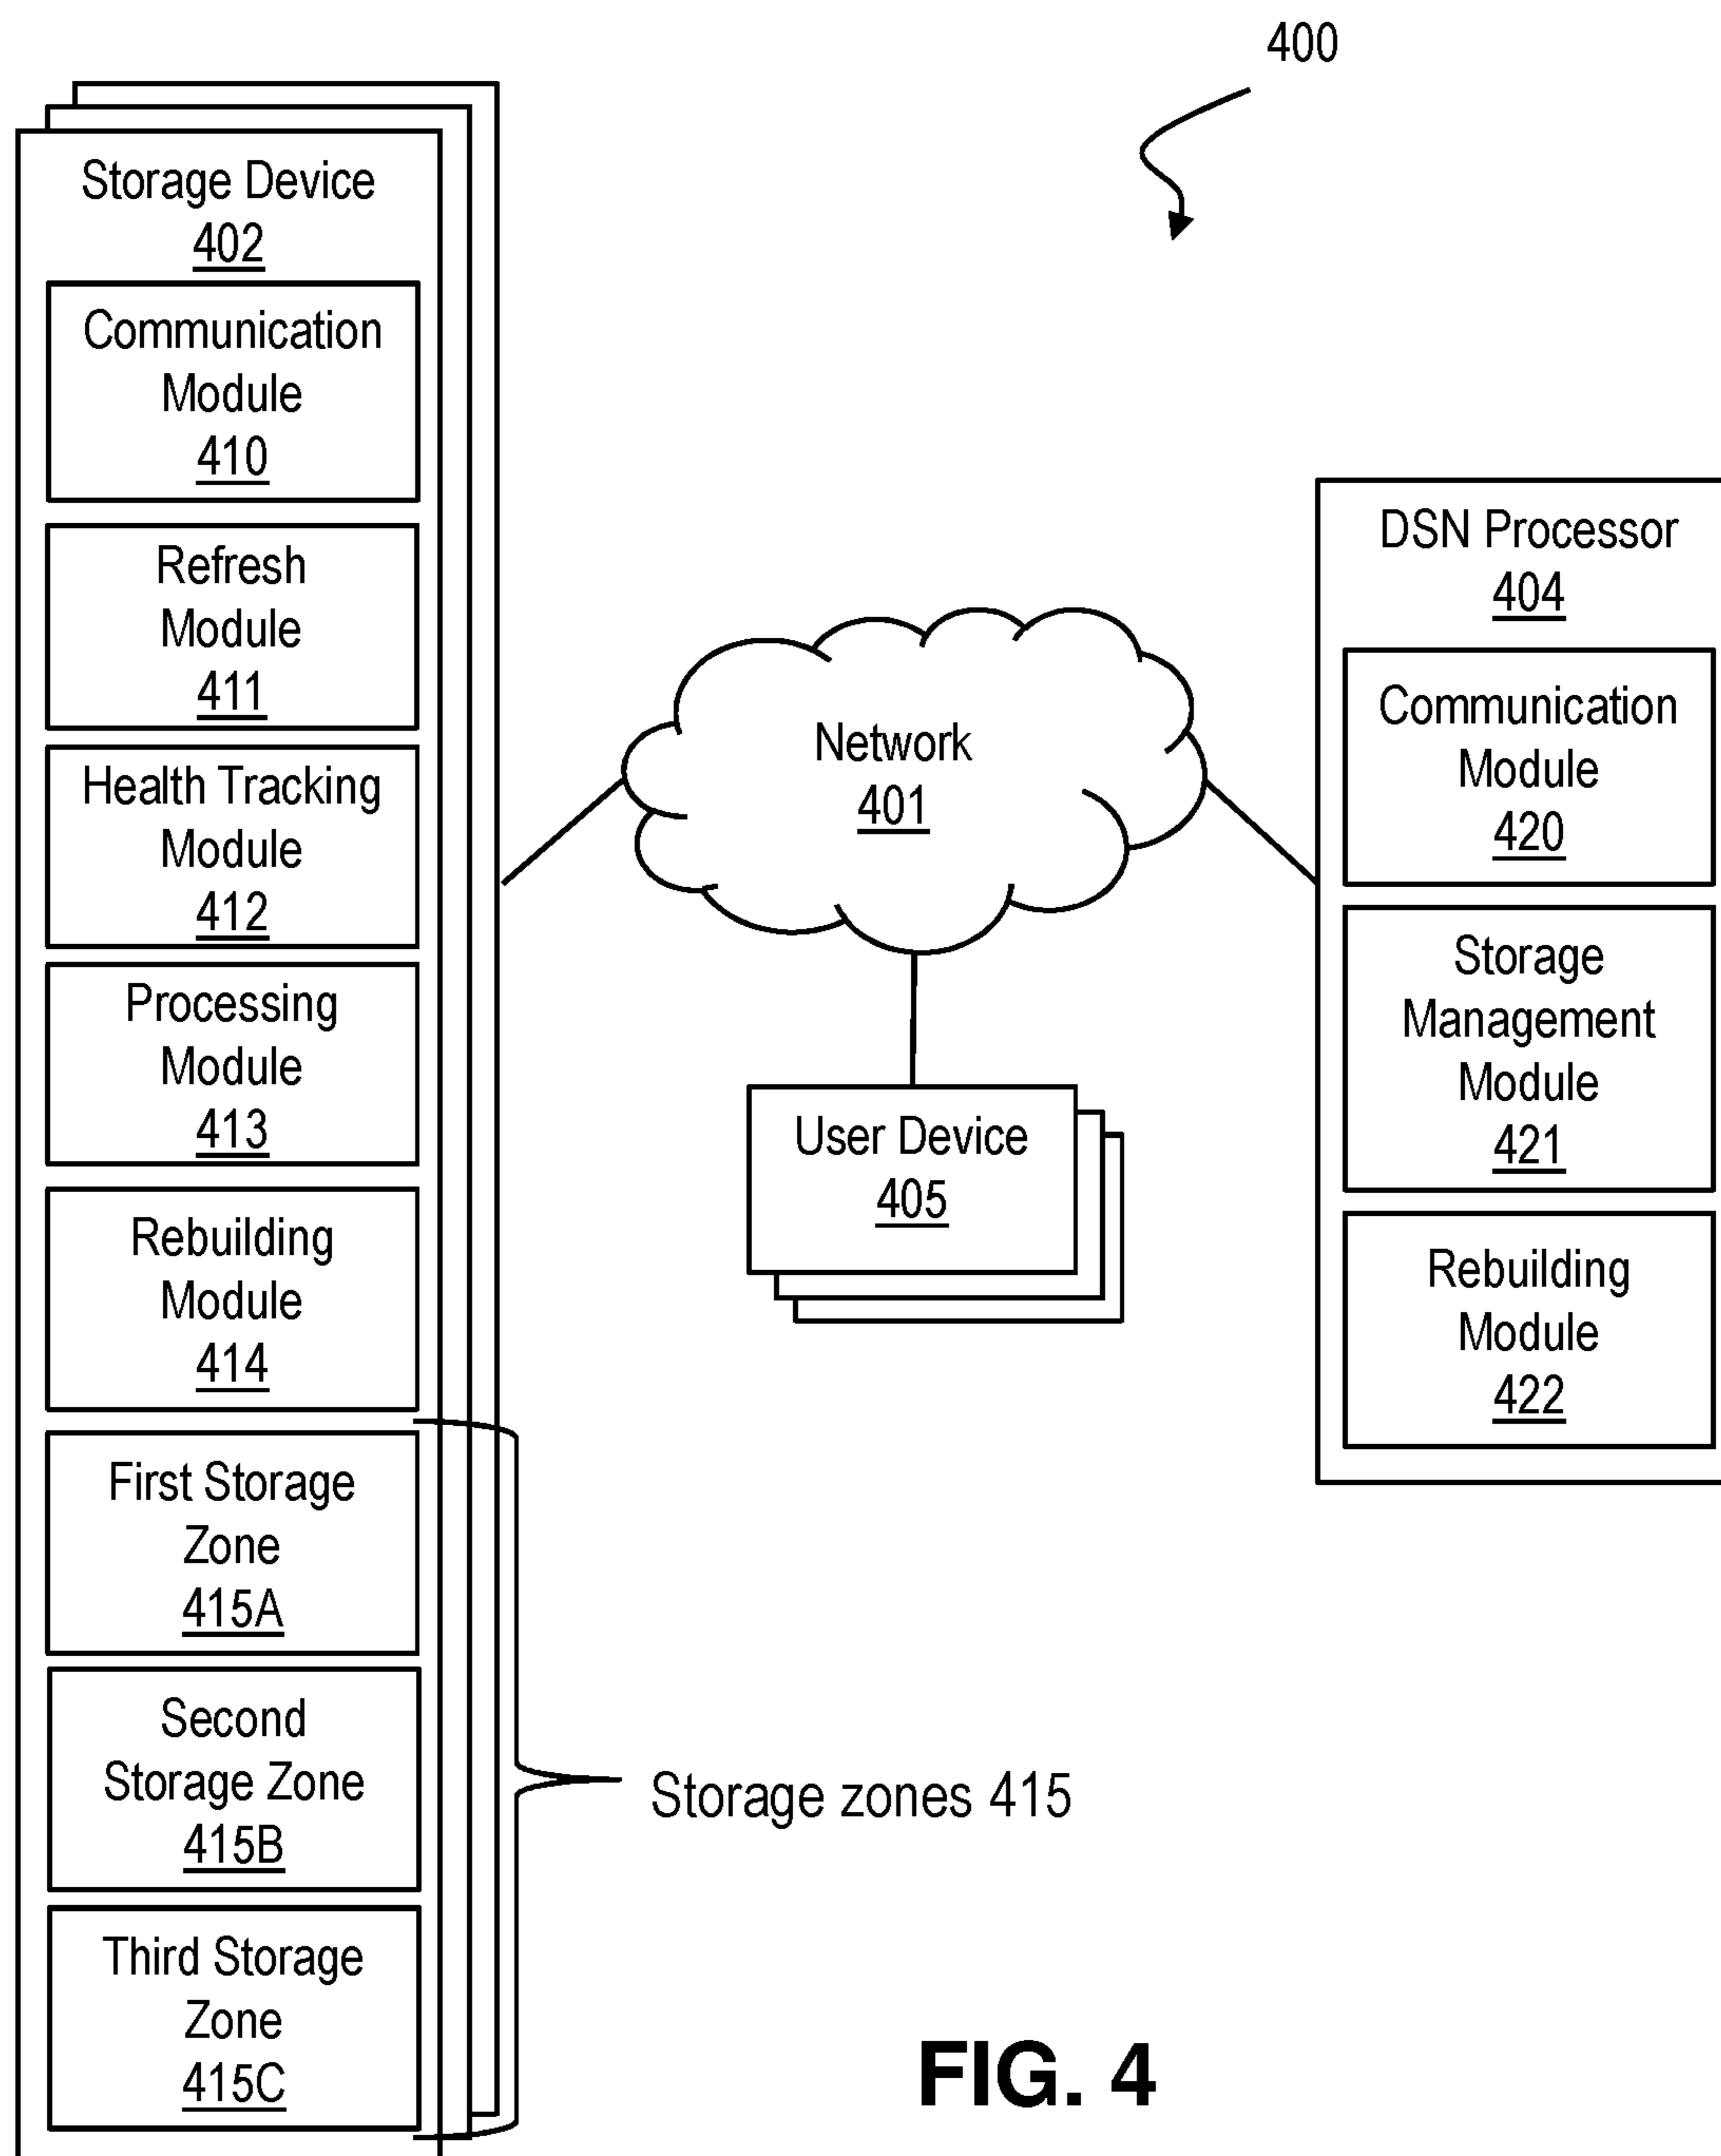 400
Storage Device
402
Communication
Module
410
Refresh
Module
411
Health Tracking
Module
412
Processing
Module
413
Rebuilding
Module
414
First Storage
Zone
415A
Second
Storage Zone
415B
Third Storage
Zone
415C
Storage zones 415
Network
401
User Device
405
DSN Processor
404
Communication
Module
420
Storage
Management
Module
421
Rebuilding
Module
422
FIG. 4